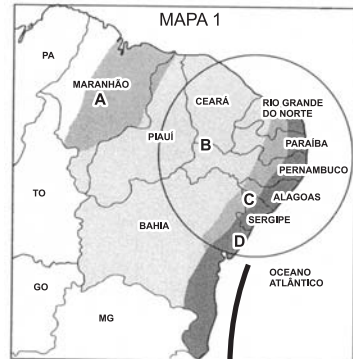 MAPA 1
PA
MARANHÃO
A
CEARÁ
RIO GRANDE
DO NORTE
PIAUÍ
B
PARAÍBA
PERNAMBUCO
TO
C
ALAGOAS
SERGIPE
BAHIA
D
OCEANO
ATLÂNTICO
GO
MG